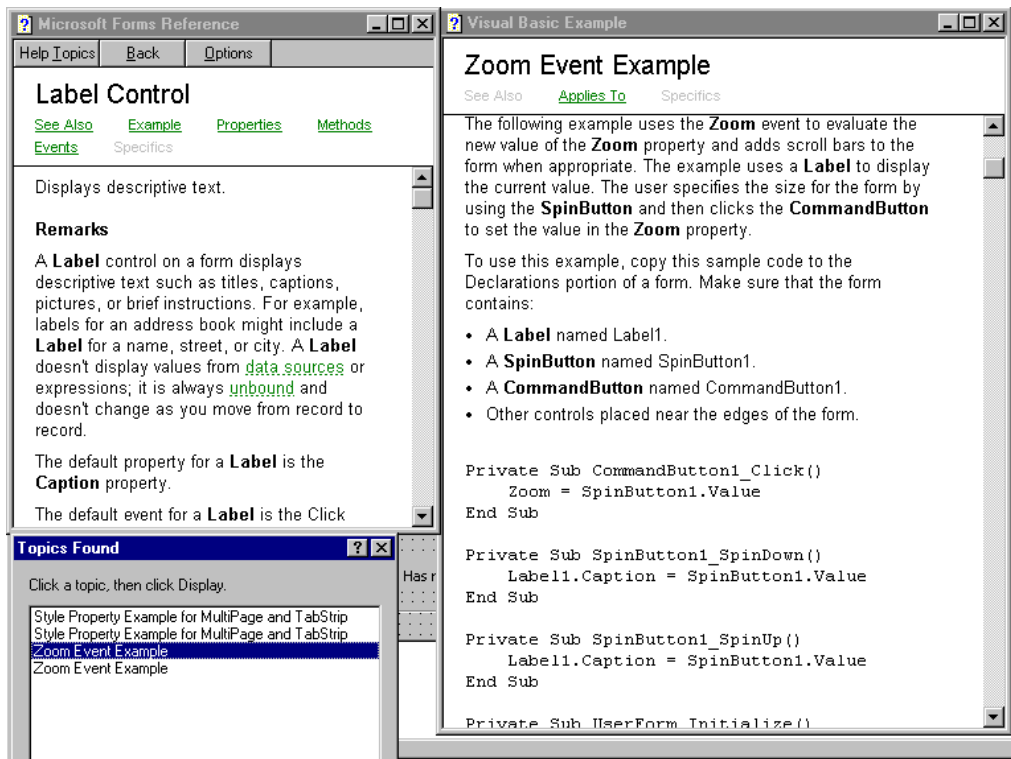 Microsoft Forms Reference
Help Topics Back Options
Label Control
See Also Example Properties Methods
Events Specifics
Displays descriptive text.
Remarks
A Label control on a form displays
descriptive text such as titles, captions,
pictures, or brief instructions. For example,
labels for an address book might include a
Label for a name, street, or city. A Label
doesn't display values from data sources or
expressions; it is always unbound and
doesn't change as you move from record to
record.
The default property for a Label is the
Caption property.
The default event for a Label is the Click
Topics Found
Click a topic, then click Display.
Style Property Example for MultiPage and TabStrip
Style Property Example for MultiPage and TabStrip
Zoom Event Example
Zoom Event Example
Has r
Visual Basic Example
Zoom Event Example
See Also Applies To Specifics
The following example uses the Zoom event to evaluate the
new value of the Zoom property and adds scroll bars to the
form when appropriate. The example uses a Label to display
the current value. The user specifies the size for the form by
using the SpinButton and then clicks the CommandButton
to set the value in the Zoom property.
To use this example, copy this sample code to the
Declarations portion of a form. Make sure that the form
contains:
• A Label named Label1.
• A SpinButton named SpinButton1.
• A CommandButton named CommandButton1.
• Other controls placed near the edges of the form.
Private Sub CommandButton1_Click()
Zoom = SpinButton1.Value
End Sub
Private Sub SpinButton1_SpinDown()
Label1.Caption = SpinButton1.Value
End Sub
Private Sub SpinButton1_SpinUp()
Label1.Caption = SpinButton1.Value
End Sub
Private Sub UserForm_Initialize()